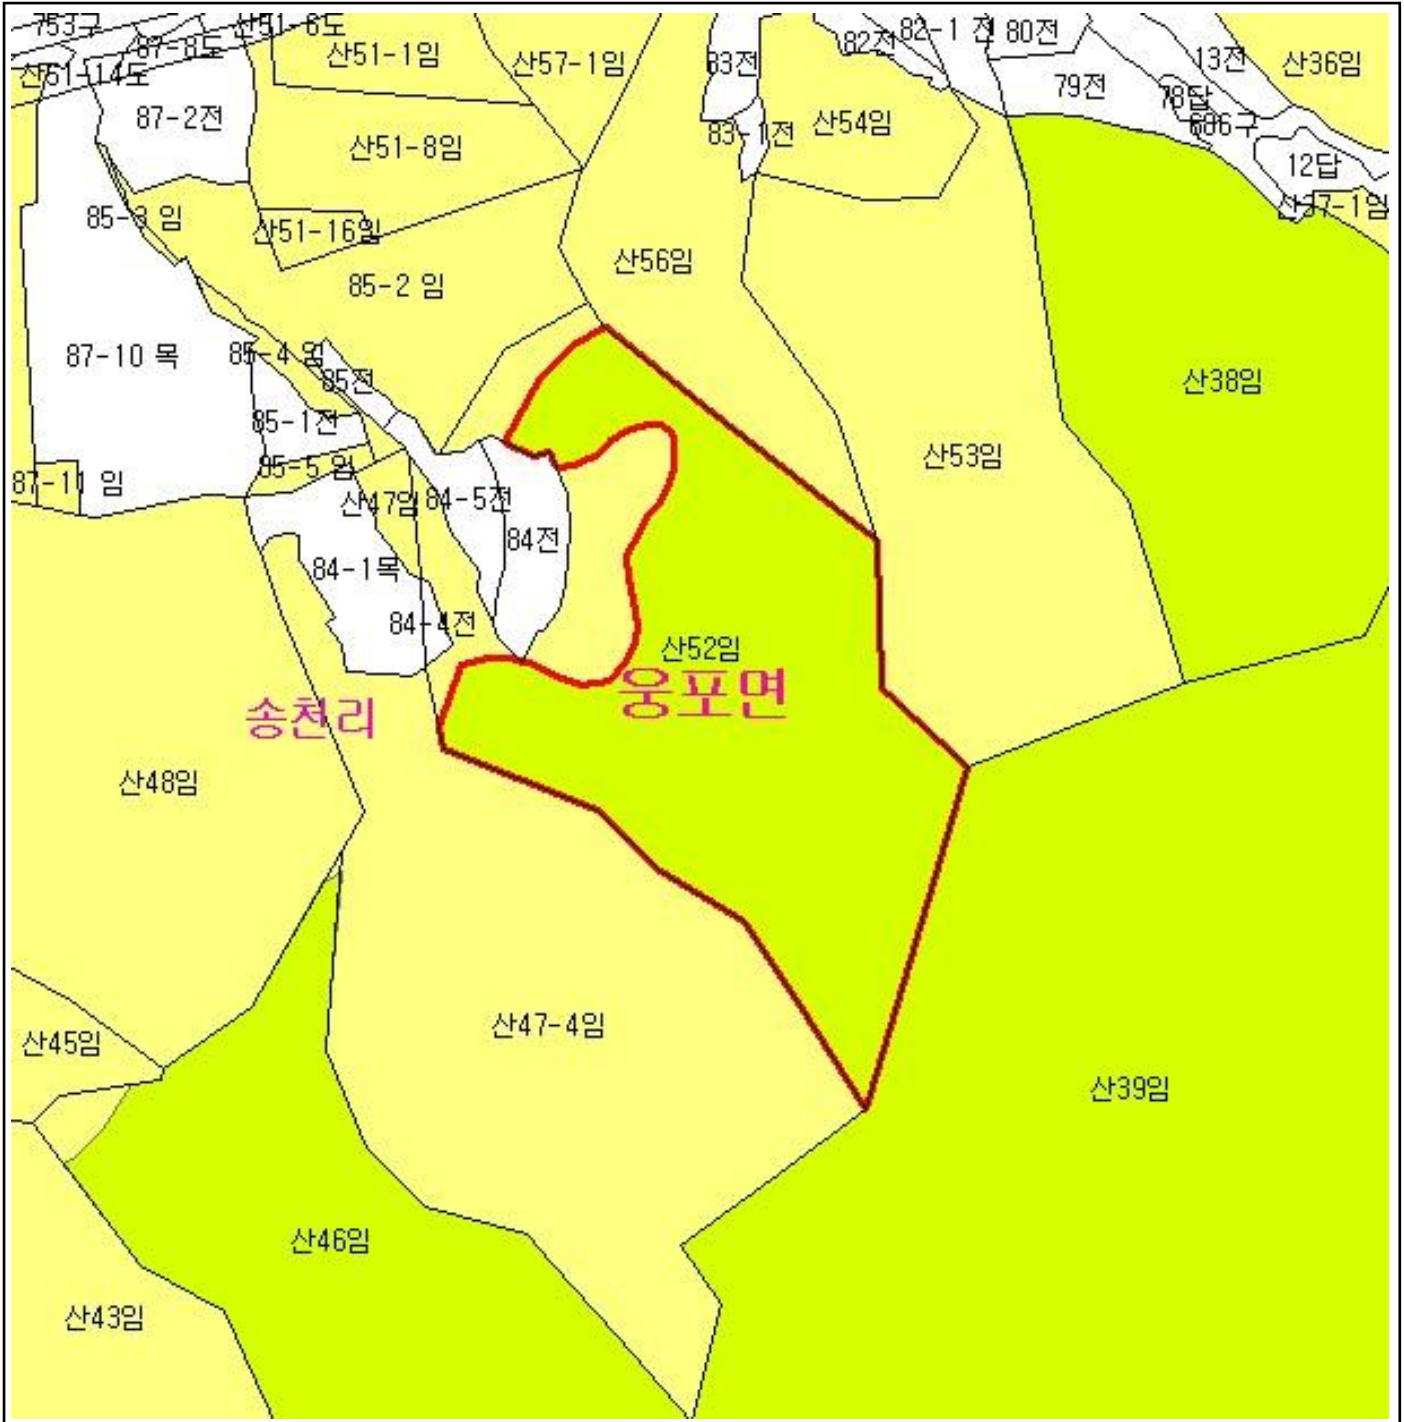 753구
산51-6도
87-8도
산51-1임
산57-1임
산51-14도
87-2전
산51-8임
83전
83-1전
82전
82-1 전
80전
79전
13전
산36임
78답
686구
산54임
12답
산37-1임
85-3 임
산51-16임
산56임
85-2 임
87-10 목
85-4 임
85전
산38임
85-1전
산53임
85-5 임
87-11 임
산47임
84-5전
84전
84-1목
84-4전
산52임
웅포면
송천리
산48임
산47-4임
산45임
산39임
산46임
산43임